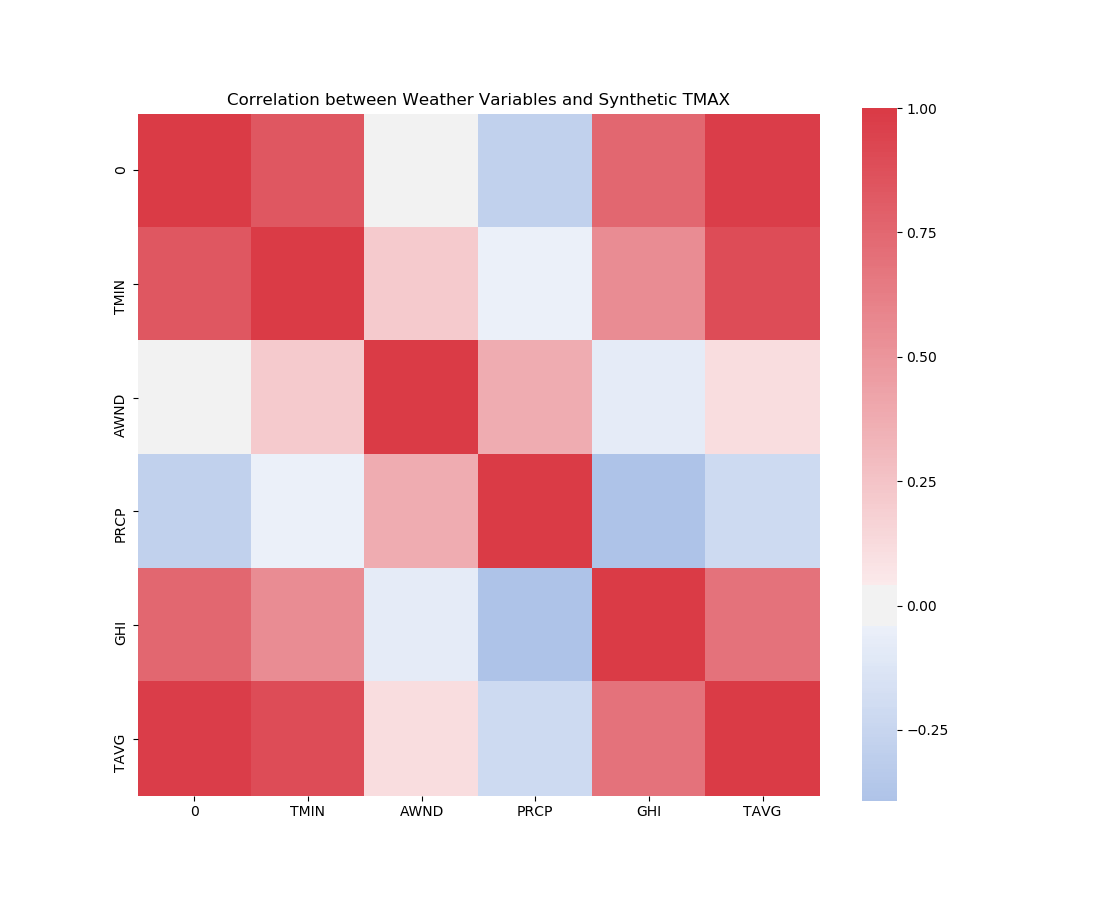 Correlation between Weather Variables and Synthetic TMAX
0
TMIN
AWND
PRCP
GHI
TAVG
0 TMIN AWND PRCP GHI TAVG
1.00
0.75
0.50
0.25
0.00
−0.25